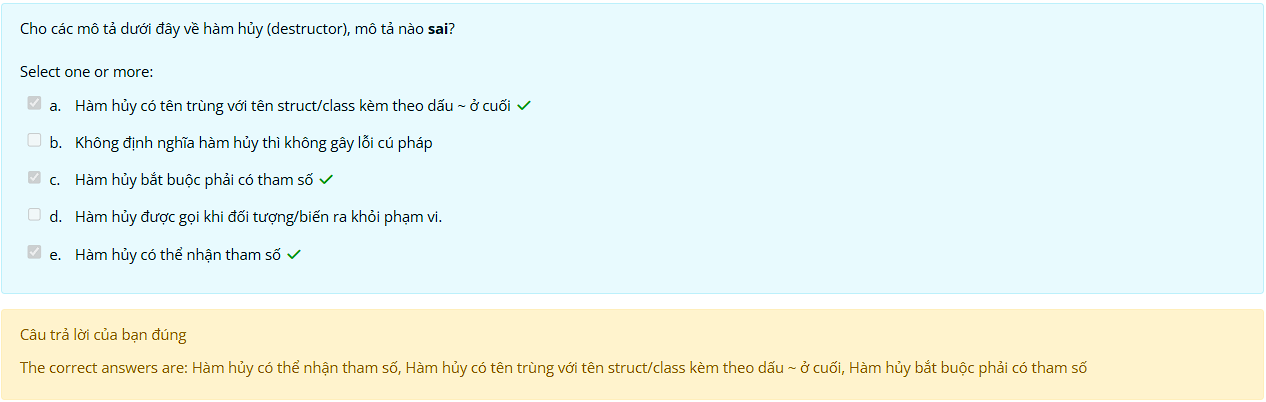 Cho các mô tả dưới đây về hàm hủy (destructor), mô tả nào sai?
Select one or more:
a. Hàm hủy có tên trùng với tên struct/class kèm theo dấu ~ ở cuối
b. Không định nghĩa hàm hủy thì không gây lỗi cú pháp
c. Hàm hủy bắt buộc phải có tham số
d. Hàm hủy được gọi khi đối tượng/biến ra khỏi phạm vi.
e. Hàm hủy có thể nhận tham số
Câu trả lời của bạn đúng
The correct answers are: Hàm hủy có thể nhận tham số, Hàm hủy có tên trùng với tên struct/class kèm theo dấu ~ ở cuối, Hàm hủy bắt buộc phải có tham số